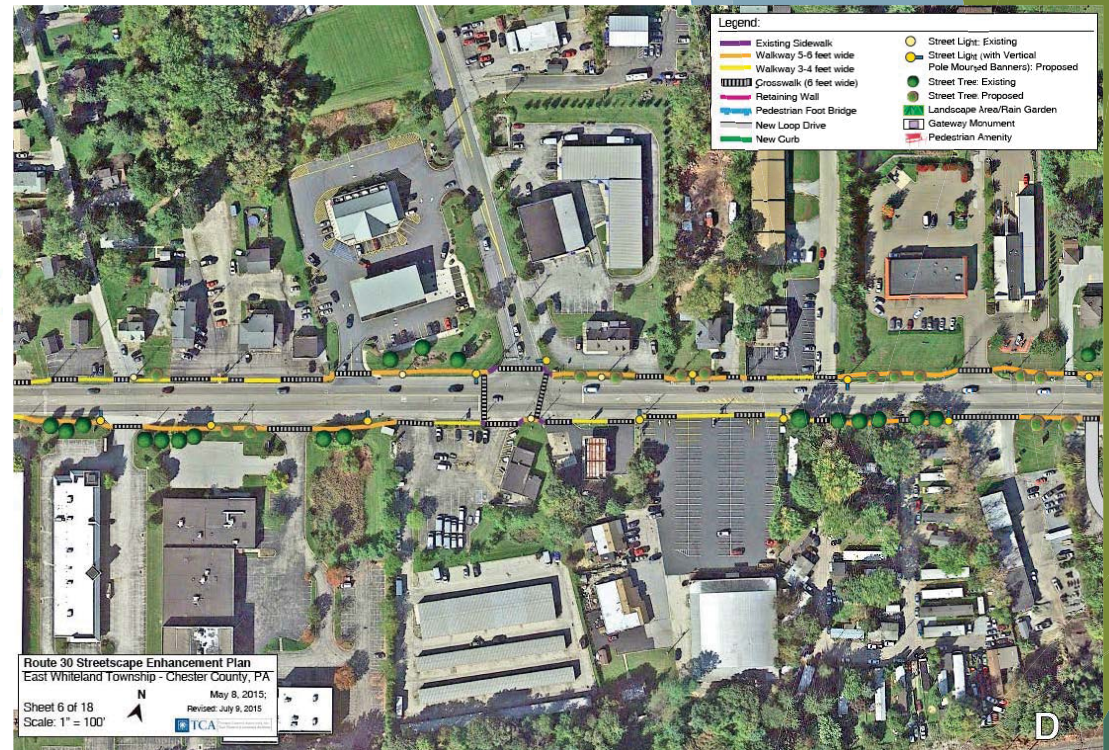 Legend:
Existing Sidewalk
Walkway 5-6 feet wide
Walkway 3-4 feet wide
Crosswalk (6 feet wide)
Retaining Wall
Pedestrian Foot Bridge
New Loop Drive
New Curb
Street Light: Existing
Street Light (with Vertical
Pole Mounted Banners): Proposed
Street Tree: Existing
Street Tree: Proposed
Landscape Area/Rain Garden
Gateway Monument
Pedestrian Amenity
Route 30 Streetscape Enhancement Plan
East Whiteland Township - Chester County, PA
N
May 8, 2015;
Sheet 6 of 18
Revised: July 9, 2015
Scale: 1" = 100'
TCA
D